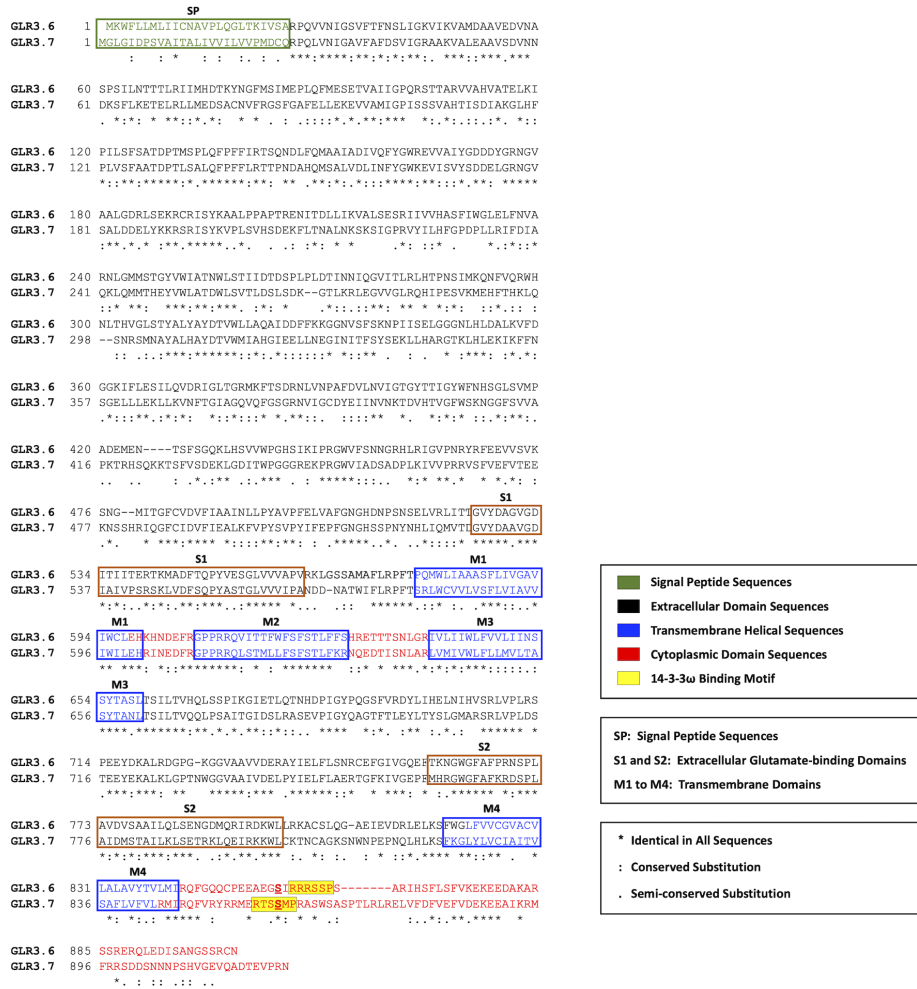 SP
GLR3.6 1 MKWFLLMLIICNAVPLQGLTKIVSARPQVVNIGSVFTFNSLIGKVIKVAMDAAVEDVNA
GLR3.7 1 MGLGIDPSVAITALIVVILVVPMDCQRPQLVNIGAVFAFDSVIGRAAKVALEAAVSDVNN
GLR3.6 60 SPSILNTTTLRIIMHDTKYNGFMSIMEPLQFMESETVAIIGPQRSTTARVVAHVATELKI
GLR3.7 61 DKSFLKETELRLLMEDSACNVFRGSFGAFELLEKEVVAMIGPISSSVAHTISDIAKGLHF
GLR3.6 120 PILSFSATDPTMSPLQFPFFIRTSQNDLFQMAAIADIVQFYGWREVVAIYGDDDYGRNGV
GLR3.7 121 PLVSFAATDPTLSALQFPFFLRTTPNDAHQMSALVDLINFYGWKEVISVYSDDELGRNGV
GLR3.6 180 AALGDRLSEKRCRISYKAALPPAPTRENITDLLIKVALSESRIIVVHASFIWGLELFNVA
GLR3.7 181 SALDDELYKKRSRISYKVPLSVHSDEKFLTNALNKSKSIGPRVYILHFGPDPLLRIFDIA
GLR3.6 240 RNLGMMSTGYVWIATNWLSTIIDTDSPLPLDTINNIQGVITLRLHTPNSIMKQNFVQRWH
GLR3.7 241 QKLQMMTHEYVWLATDWLSVTLDSLSDK--GTLKRLEGVVGLRQHIPESVKMEHFTHKLQ
GLR3.6 300 NLTHVGLSTYALYAYDTVWLLAQAIDDFFKKGGNVSFSKNPIISELGGGNLHLDALKVFD
GLR3.7 298 --SNRSMNAYALHAYDTVWMIAHGIEELLNEGINITFSYSEKLLHARGTKLHLEKIKFFN
GLR3.6 360 GGKIFLESILQVDRIGLTGRMKFTSDRNLVNPAFDVLNVIGTGYTTIGYWFNHSGLSVMP
GLR3.7 357 SGELLLEKLLKVNFTGIAGQVQFGSGRNVIGCDYEIINVNKTDVHTVGFWSKNGGFSVVA
GLR3.6 420 ADEMEN----TSFSGQKLHSVVWPGHSIKIPRGWVFSNNGRHLRIGVPNRYRFEEVVSVK
GLR3.7 416 PKTRHSQKKTSFVSDEKLGDITWPGGGREKPRGWVIADSADPLKIVVPRRVSFVEFVTEE
S1
GLR3.6 476 SNG--MITGFCVDVFIAAINLLPYAVPFELVAFGNGHDNPSNSELVRLITTGVYDAGVGD
GLR3.7 477 KNSSHRIQGFCIDVFIEALKFVPYSVPYIFEPFGNGHSSPNYNHLIQMVTDGVYDAAVGD
S1 M1
GLR3.6 534 ITIITERTKMADFTQPYVESGLVVVAPVRKLGSSAMAFLRPFTPQMWLIAAASFLIVGAV
GLR3.7 537 IAIVPSRSKLVDFSQPYASTGLVVVIPANDD-NATWIFLRPFTSRLWCVVLVSFLVIAVV
M1 M2 M3
GLR3.6 594 IWCLEHKHNDEFRGPPRRQVITTFWFSFSTLFFSHRETTTSNLGRIVLIIWLFVVLIINS
GLR3.7 596 IWILEHRINEDFRGPPRRQLSTMLLFSFSTLFKRNQEDTISNLARLVMIVWLFLLMVLTA
M3
GLR3.6 654 SYTASLTSILTVHQLSSPIKGIETLQTNHDPIGYPQGSFVRDYLIHELNIHVSRLVPLRS
GLR3.7 656 SYTANLTSILTVQQLPSAITGIDSLRASEVPIGYQAGTFTLEYLTYSLGMARSRLVPLDS
S2
GLR3.6 714 PEEYDKALRDGPG-KGGVAAVVDERAYIELFLSNRCEFGIVGQEFTKNGWGFAFPRNSPL
GLR3.7 716 TEEYEKALKLGPTNWGGVAAIVDELPYIELFLAERTGFKIVGEPFMHRGWGFAFKRDSPL
S2 M4
GLR3.6 773 AVDVSAAILQLSENGDMQRIRDKWLLRKACSLQG-AEIEVDRLELKSFWGLFVVCGVACV
GLR3.7 776 AIDMSTAILKLSETRKLQEIRKKWLCKTNCAGKSNWNPEPNQLHLKSFKGLYLVCIAITV
M4
GLR3.6 831 LALAVYTVLMIRQFGQQCPEEAEGSIRRRSSPS-------ARIHSFLSFVKEKEEDAKAR
GLR3.7 836 SAFLVFVLRMIRQFVRYRRMERTSSMPRASWSASPTLRLRELVFDFVEFVDEKEEAIKRM
GLR3.6 885 SSRERQLEDISANGSSRCN
GLR3.7 896 FRRSDDSNNNPSHVGEVQADTEVPRN
Signal Peptide Sequences
Extracellular Domain Sequences
Transmembrane Helical Sequences
Cytoplasmic Domain Sequences
14-3-3ω Binding Motif
SP: Signal Peptide Sequences
S1 and S2: Extracellular Glutamate-binding Domains
M1 to M4: Transmembrane Domains
* Identical in All Sequences
: Conserved Substitution
. Semi-conserved Substitution